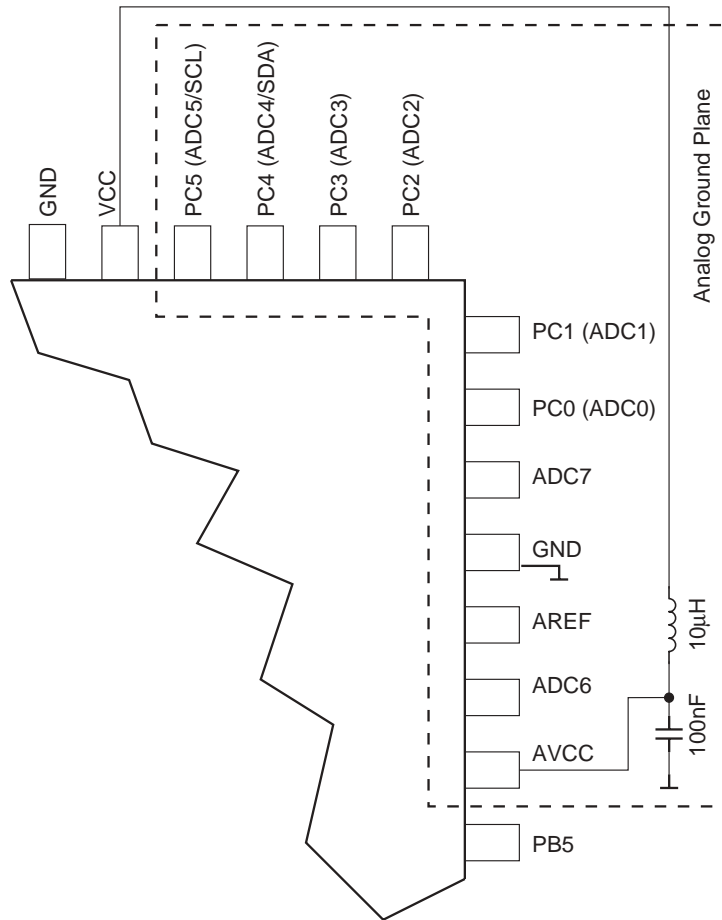 GND
VCC
PC5 (ADC5/SCL)
PC4 (ADC4/SDA)
PC3 (ADC3)
PC2 (ADC2)
Analog Ground Plane
PC1 (ADC1)
PC0 (ADC0)
ADC7
GND
AREF
ADC6
AVCC
PB5
10µH
100nF